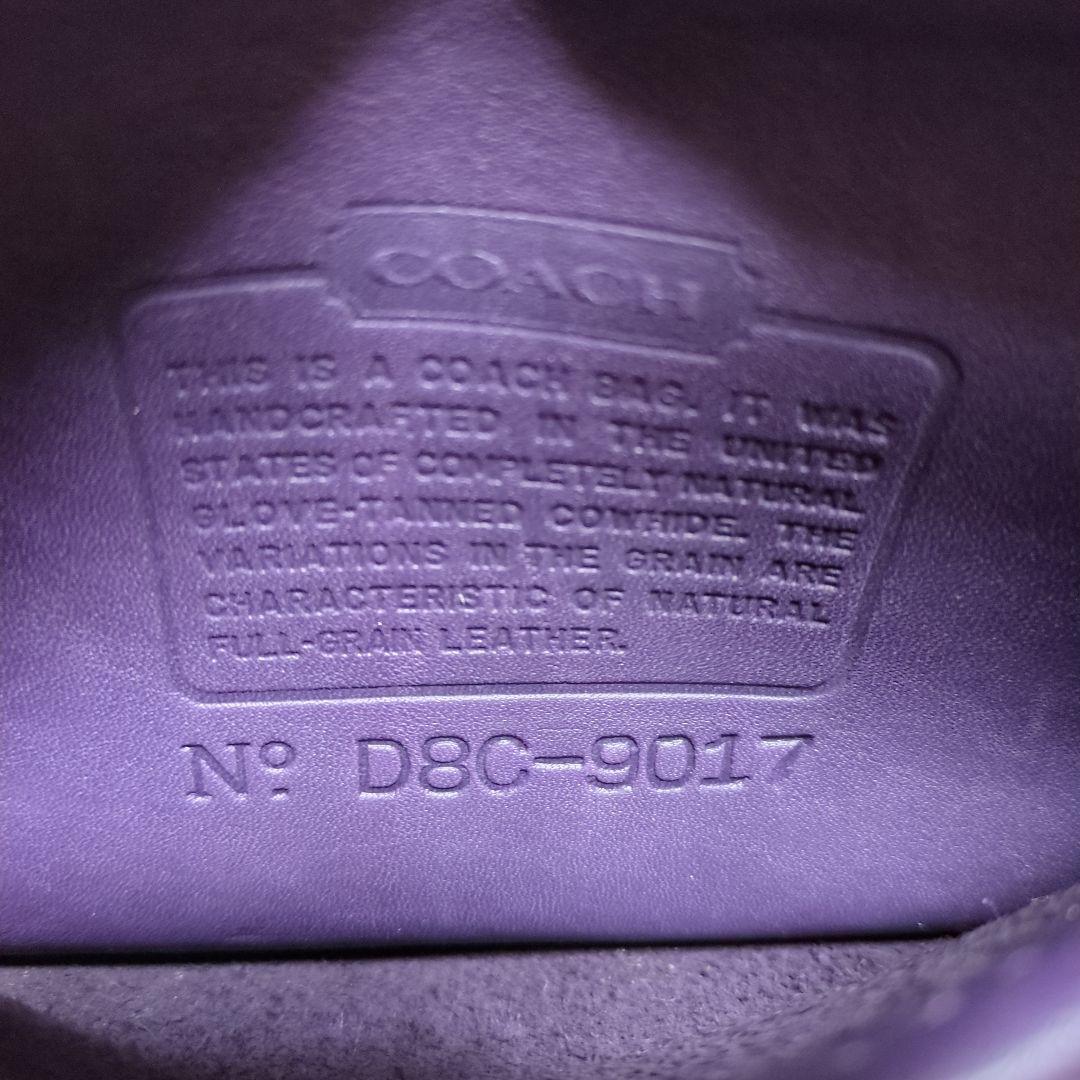 COACH
THIS IS A COACH BAG. IT WAS
HANDCRAFTED IN THE UNITED
STATES OF COMPLETELY NATURAL
GLOVE-TANNED COWHIDE. THE
VARIATIONS IN THE GRAIN ARE
CHARACTERISTIC OF NATURAL
FULL-GRAIN LEATHER.
Nº D8C-9017